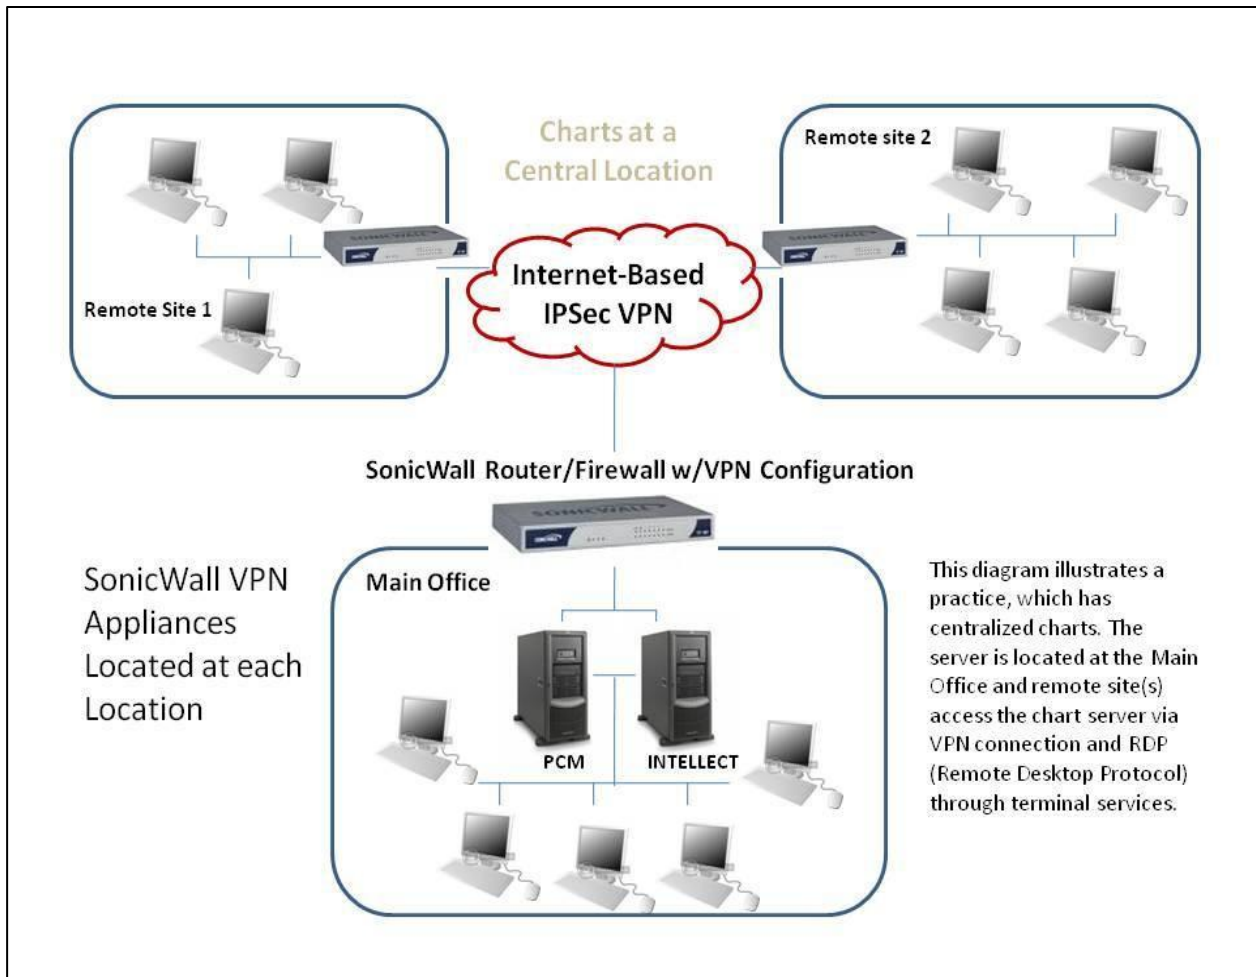 Charts at a
Central Location
Remote site 2
SONICWALL
SONICWALL
Internet-Based
IPSec VPN
Remote Site 1
SonicWall Router/Firewall w/VPN Configuration
SONICWALL
Main Office
SonicWall VPN
Appliances
Located at each
Location
This diagram illustrates a
practice, which has
centralized charts. The
server is located at the Main
Office and remote site(s)
access the chart server via
VPN connection and RDP
(Remote Desktop Protocol)
through terminal services.
PCM
INTELLECT